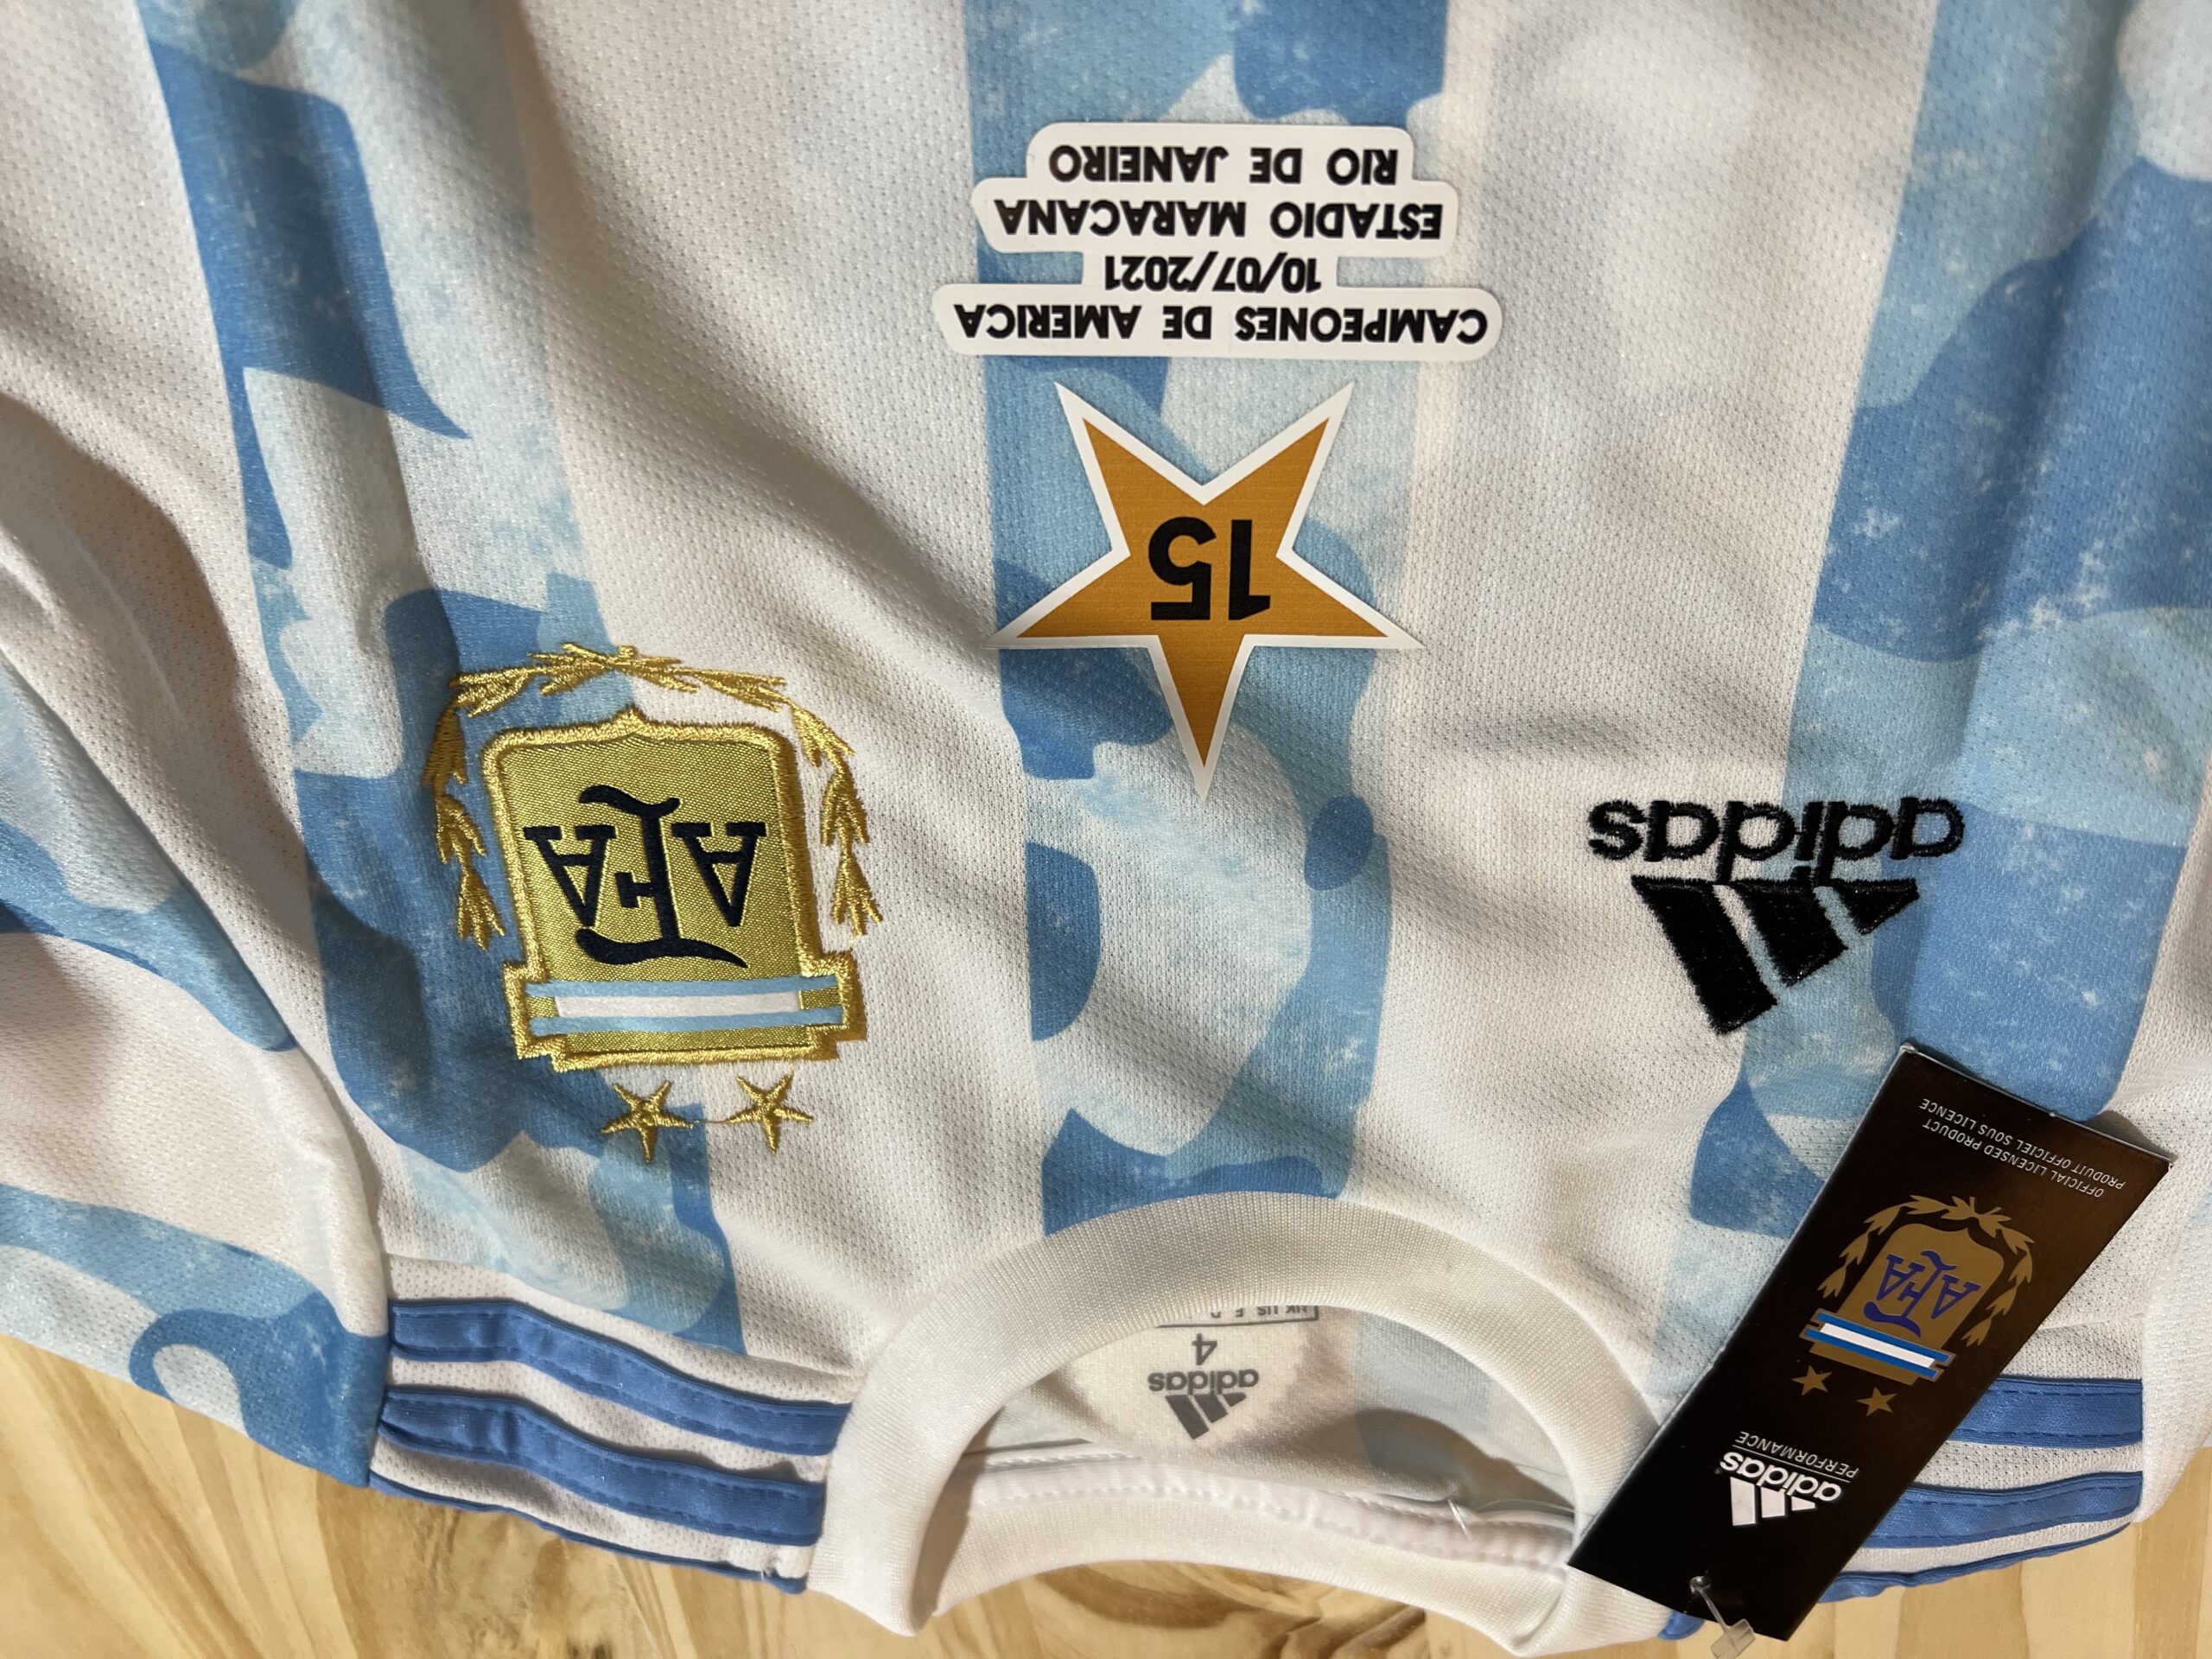 adidas
AFA
15
CAMPEONES DE AMERICA
10/07/2021
ESTADIO MARACANA
RIO DE JANEIRO
adidas
4
adidas
PERFORMANCE
AFA
OFFICIAL LICENSED PRODUCT
PRODUIT OFFICIEL SOUS LICENCE